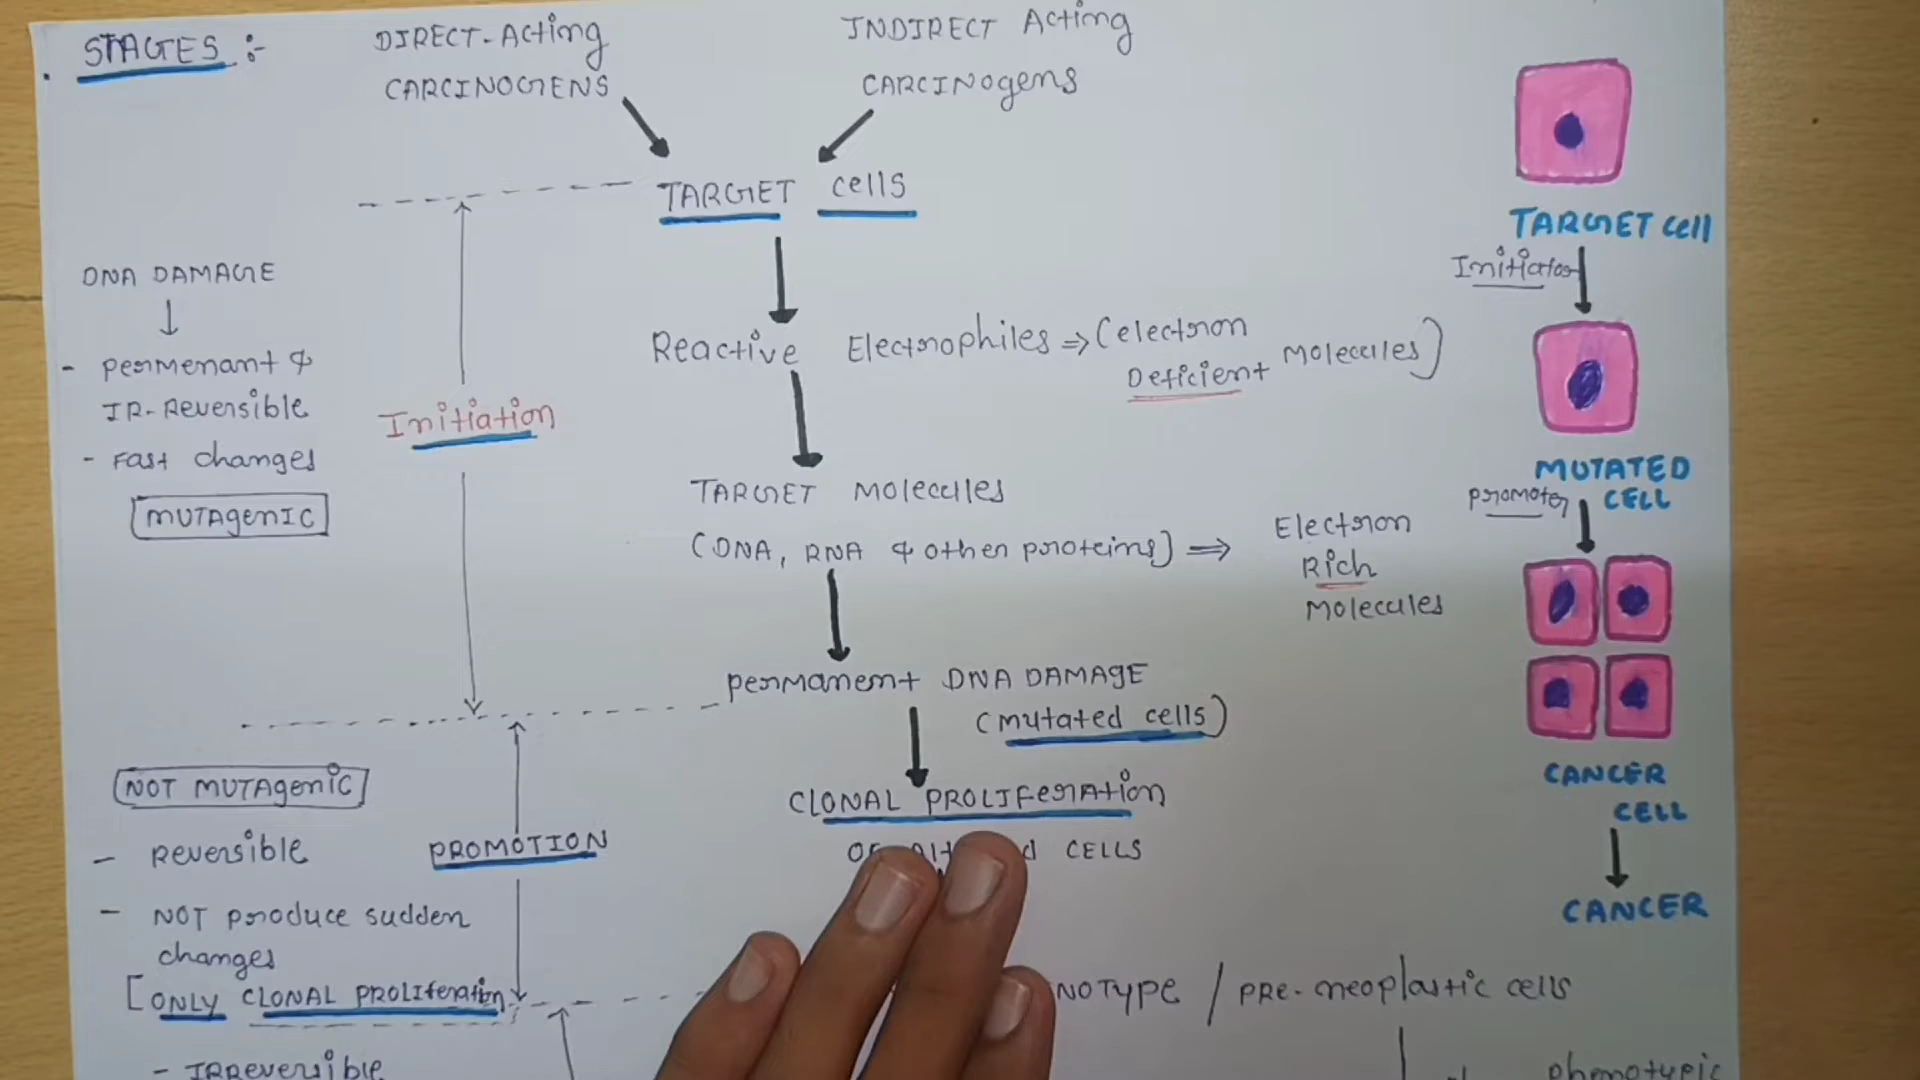 STAGES :-
DIRECT-Acting
CARCINOGENS
INDIRECT Acting
CARCINogens
TARGET cells
DNA DAMAGE
- Permenant &
IR-Reversible
- Fast changes
MUTAgenIC
Initiation
Reactive Electrophiles ⇒ (electron
Deficient Molecules)
TARGET Molecules
(DNA, RNA & other proteins) ⇒
Electron
Rich
Molecules
permanent DNA DAMAGE
(mutated cells)
CLONAL PROLIFerATion
OF CELLS
NOT MUTAgenic
- Reversible
- NOT produce sudden
changes
[ONLY CLONAL PROLIferation
PROMOTION
- IRreversible
NOTYPE / PRE-neoplastic cells
phenotypic
TARGET cell
Initiator
MUTATED
CELL
promoter
CANCER
CELL
CANCER